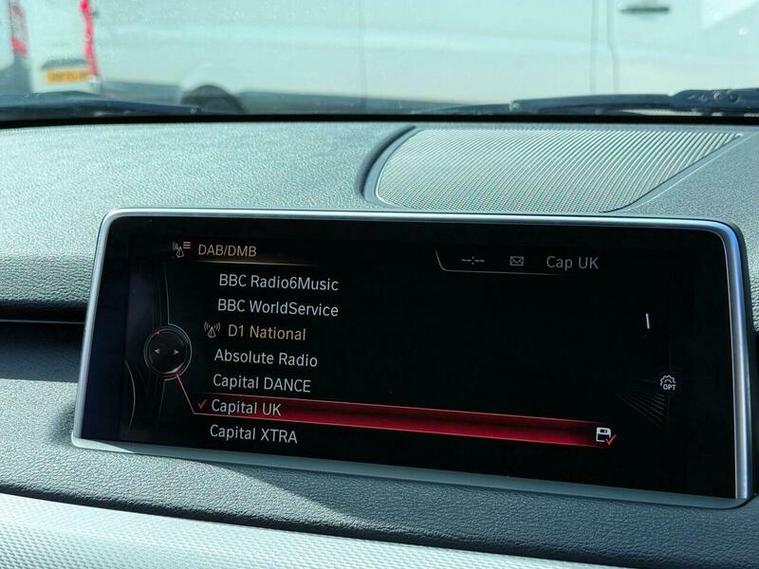 DAB/DMB
--:-- Cap UK
BBC Radio6Music
BBC WorldService
D1 National
Absolute Radio
Capital DANCE
Capital UK
Capital XTRA
OPT